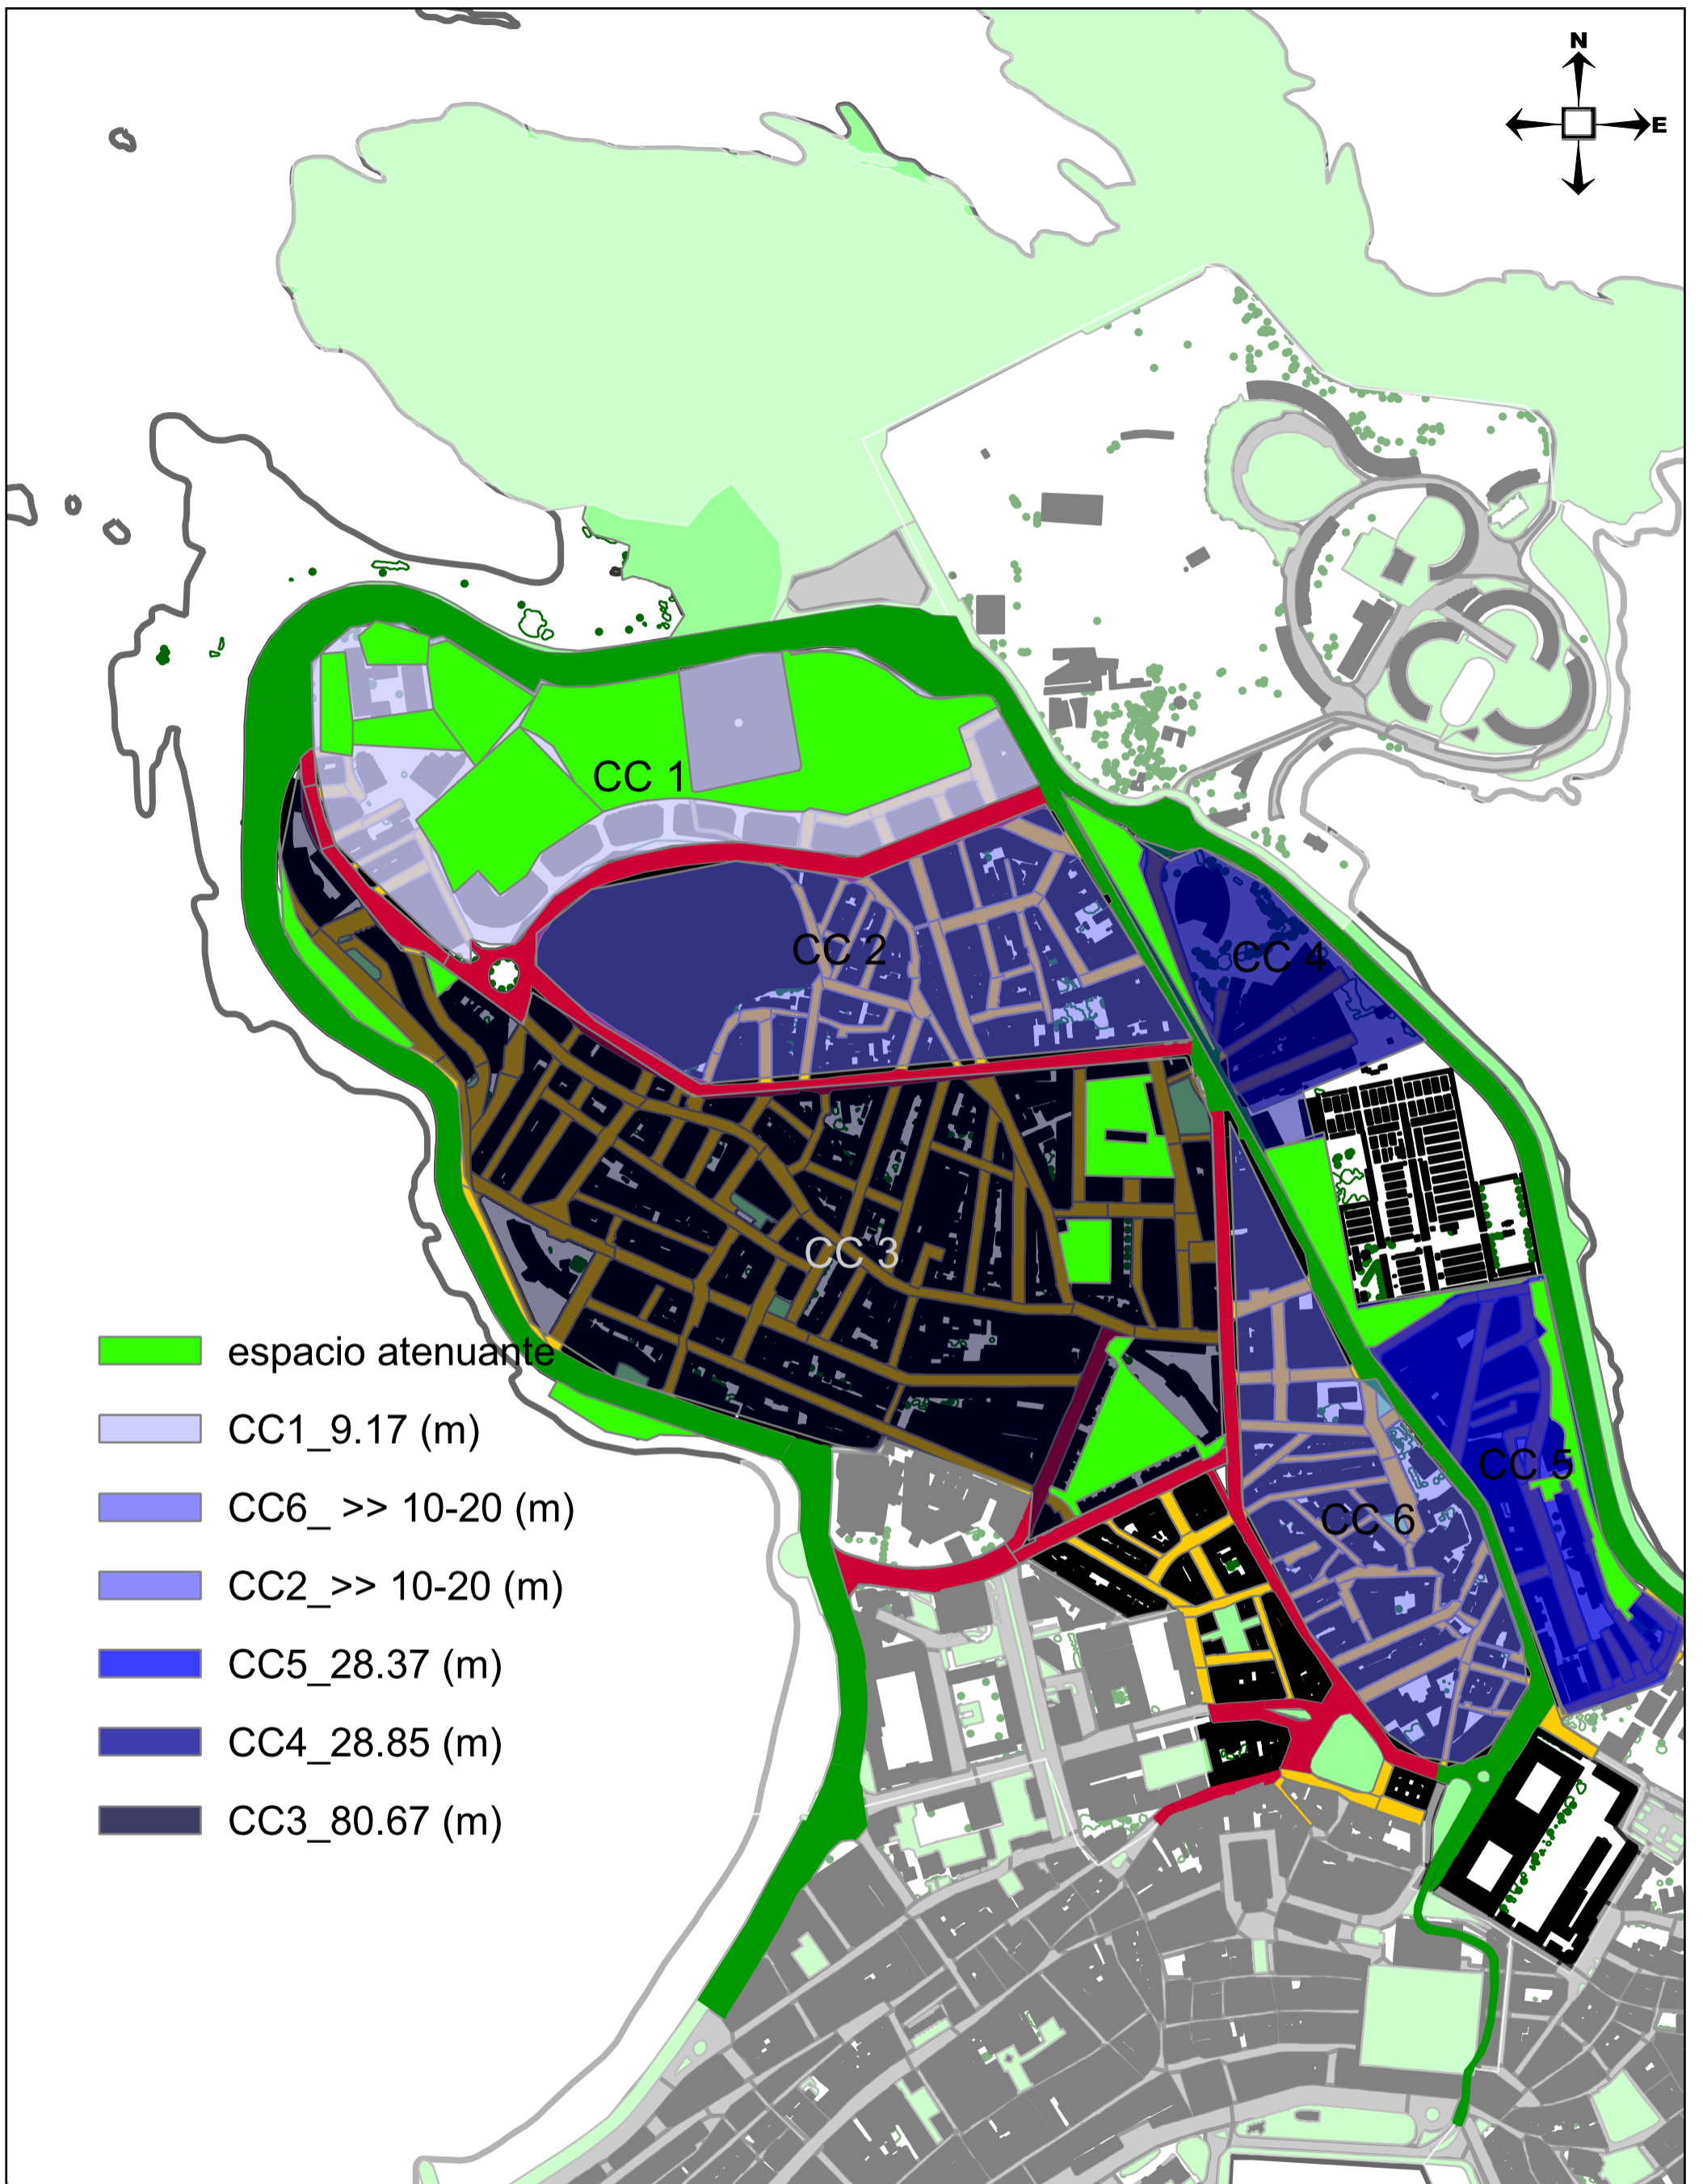 N
E
CC 1
CC 2
CC 4
CC 3
CC 5
CC 6
espacio atenuante
CC1_9.17 (m)
CC6_ >> 10-20 (m)
CC2_>> 10-20 (m)
CC5_28.37 (m)
CC4_28.85 (m)
CC3_80.67 (m)